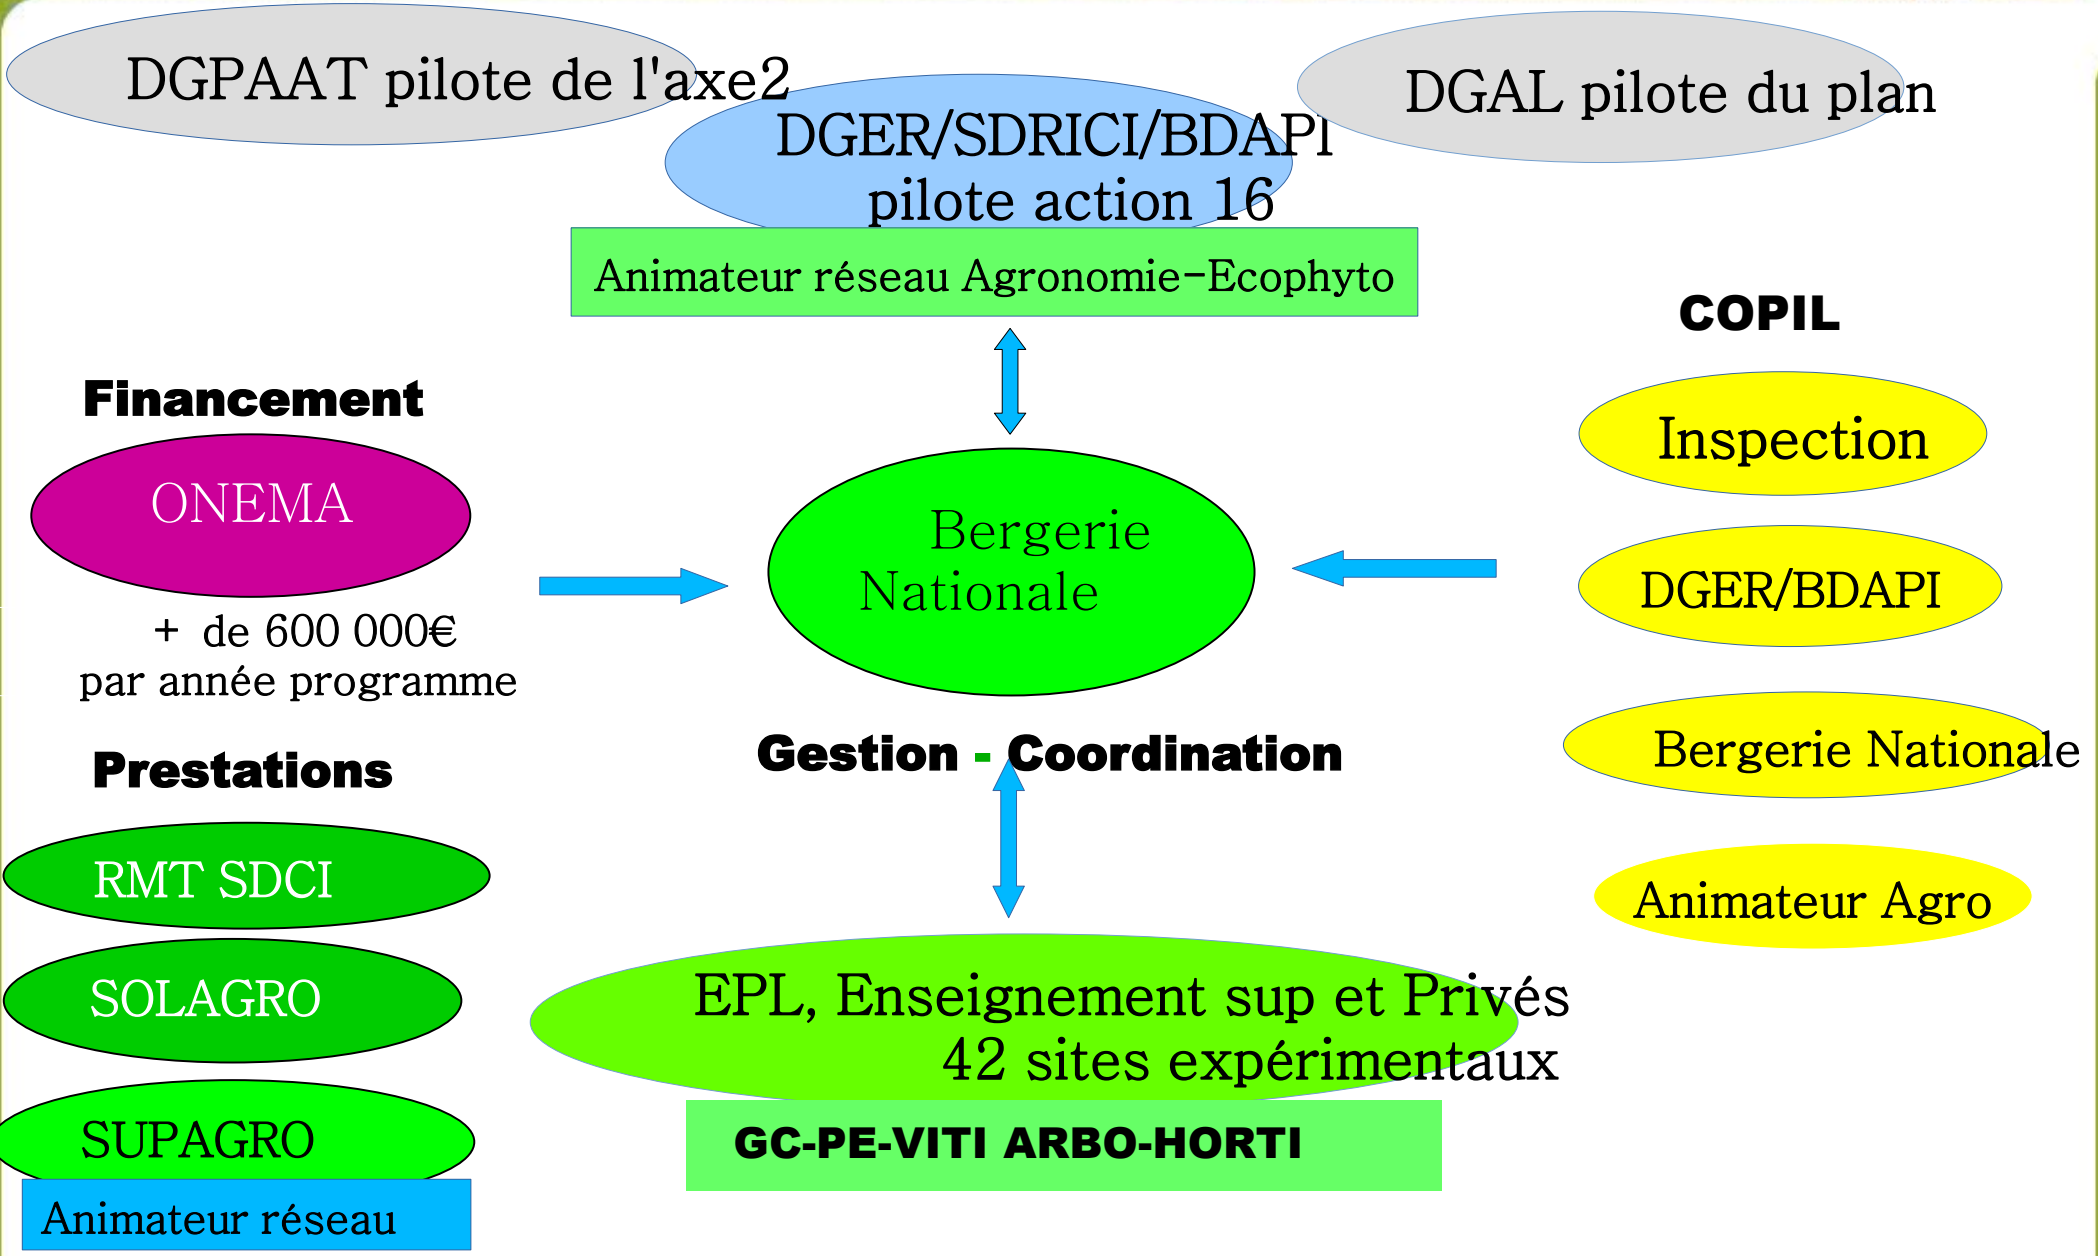 DGPAAT pilote de l'axe2
DGER/SDRICI/BDAPI
pilote action 16
DGAL pilote du plan
Animateur réseau Agronomie-Ecophyto
Financement
ONEMA
+ de 600 000€
par année programme
Prestations
RMT SDCI
SOLAGRO
SUPAGRO
Animateur réseau
Bergerie
Nationale
Gestion - Coordination
EPL, Enseignement sup et Privés
42 sites expérimentaux
GC-PE-VITI ARBO-HORTI
COPIL
Inspection
DGER/BDAPI
Bergerie Nationale
Animateur Agro